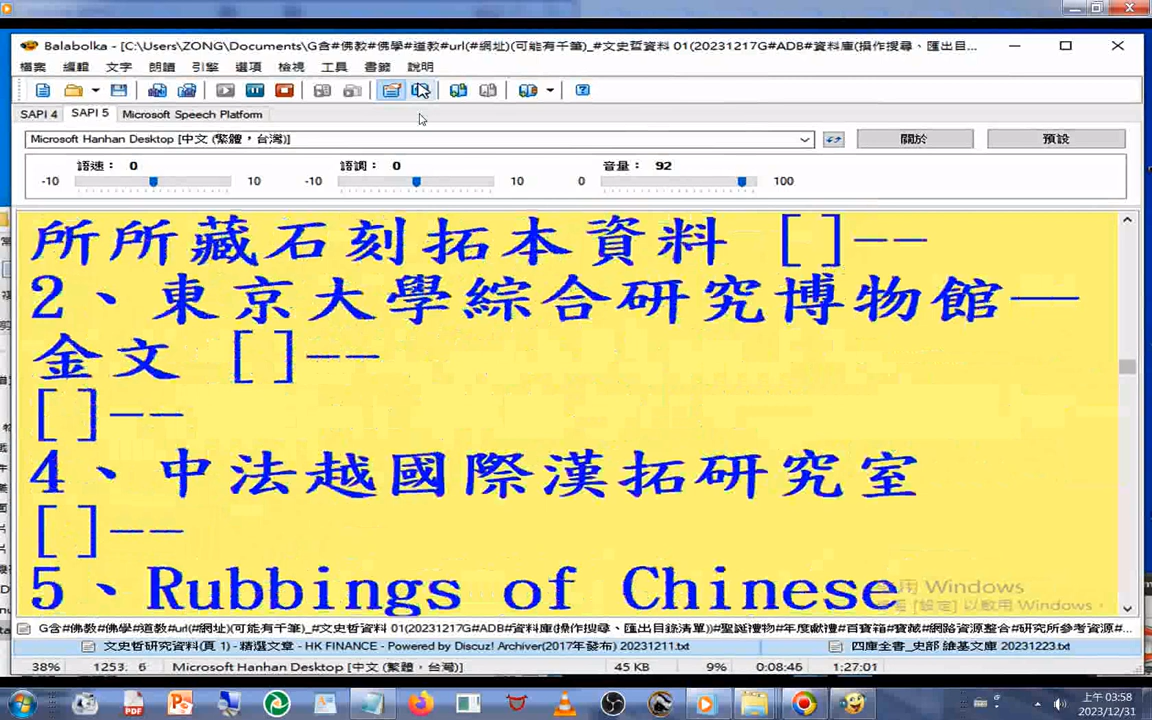 Balabolka - [C:\Users\ZONG\Documents\G含#佛教#佛學#道教#url(#網址)(可能有千筆)_#文史哲資料 01(20231217G#ADB#資料庫(操作搜尋、匯出目...
檔案 編輯 文字 朗讀 引擎 選項 檢視 工具 書籤 說明
SAPI 4 SAPI 5 Microsoft Speech Platform
Microsoft Hanhan Desktop [中文 (繁體，台灣)] 關於 預設
語速： 0 語調： 0 音量： 92
-10 10 -10 10 0 100
所所藏石刻拓本資料 []--
2、東京大學綜合研究博物館—
金文 []--
[]--
4、中法越國際漢拓研究室
[]--
5、Rubbings of Chinese
用 Windows
[設定] 以啟用 Windows。
G含#佛教#佛學#道教#url(#網址)(可能有千筆)_#文史哲資料 01(20231217G#ADB#資料庫(操作搜尋、匯出目錄清單))#聖誕禮物#年度獻禮#百寶箱#寶藏#網路資源整合#研究所參考資源#...
文史哲研究資料(頁 1) - 精選文章 - HK FINANCE - Powered by Discuz! Archiver(2017年發布) 20231211.txt 四庫全書_史部 維基文庫 20231223.txt
38% 1253: 6 Microsoft Hanhan Desktop [中文 (繁體，台灣)] 45 KB 9% 0:08:46 1:27:01
上午 03:58
2023/12/31